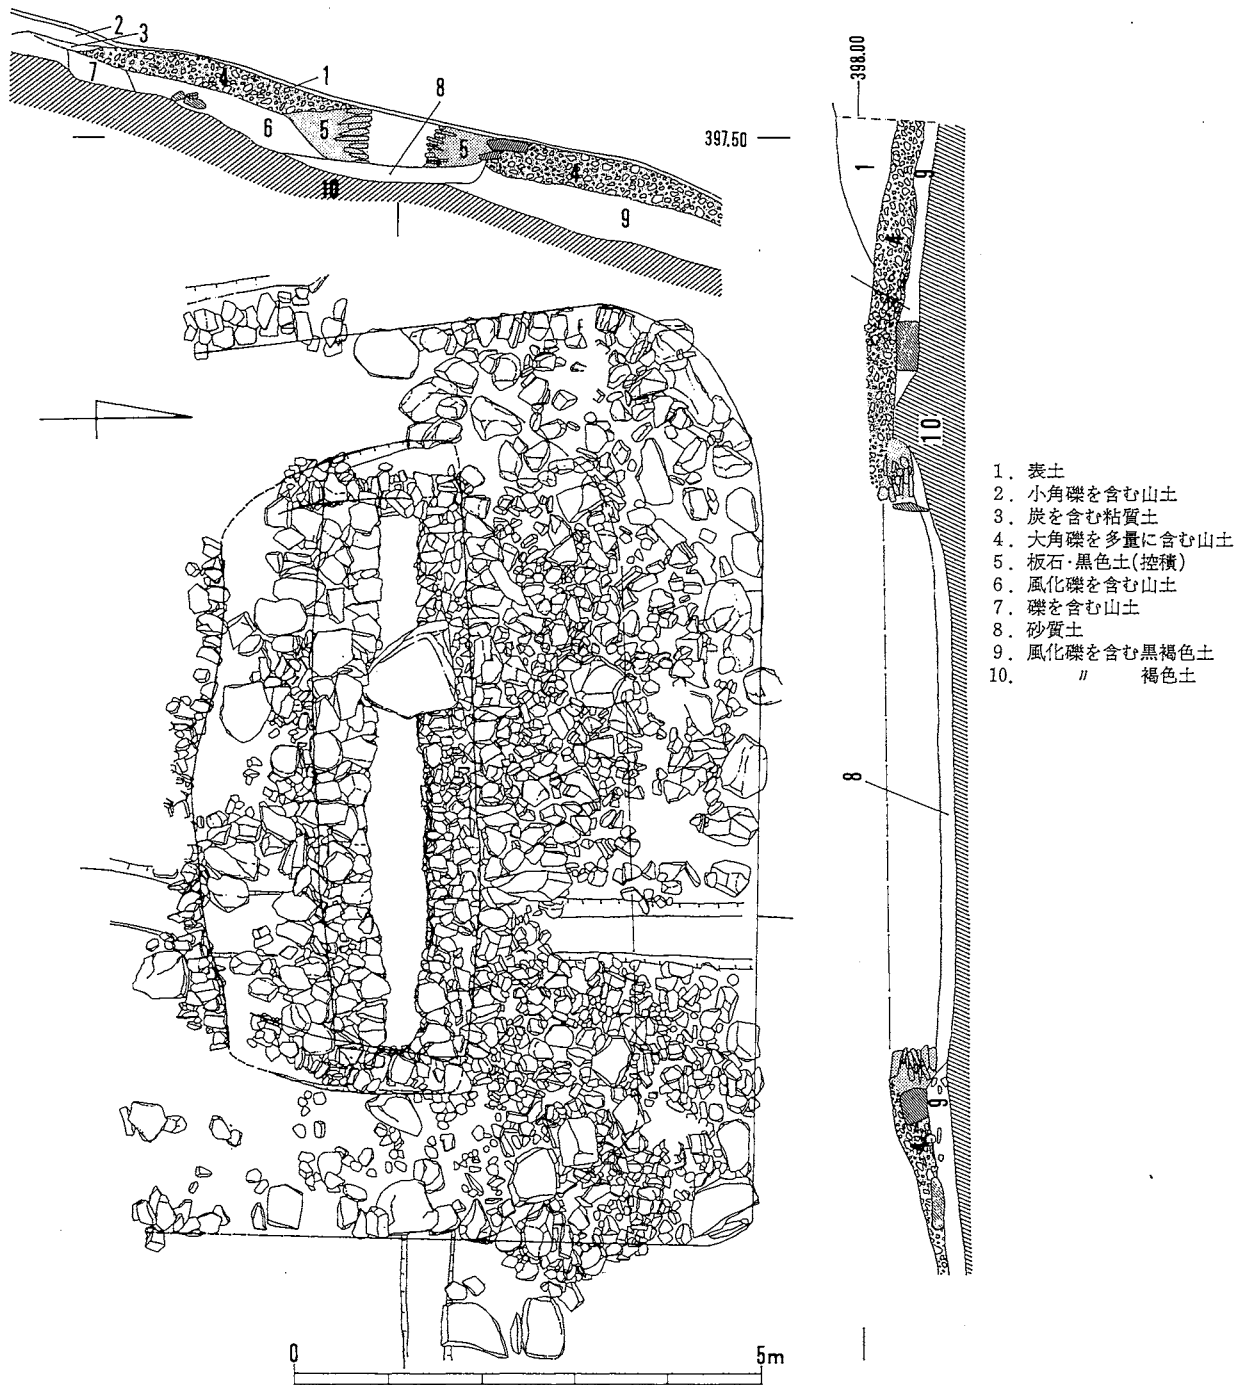 2
3
7
4
1
8
6
5
5
4
10
9
397.50
398.00
1
9
4
10
8
9
1. 表土
2. 小角礫を含む山土
3. 炭を含む粘質土
4. 大角礫を多量に含む山土
5. 板石・黒色土(控積)
6. 風化礫を含む山土
7. 礫を含む山土
8. 砂質土
9. 風化礫を含む黒褐色土
10. 〃 褐色土
0
5m